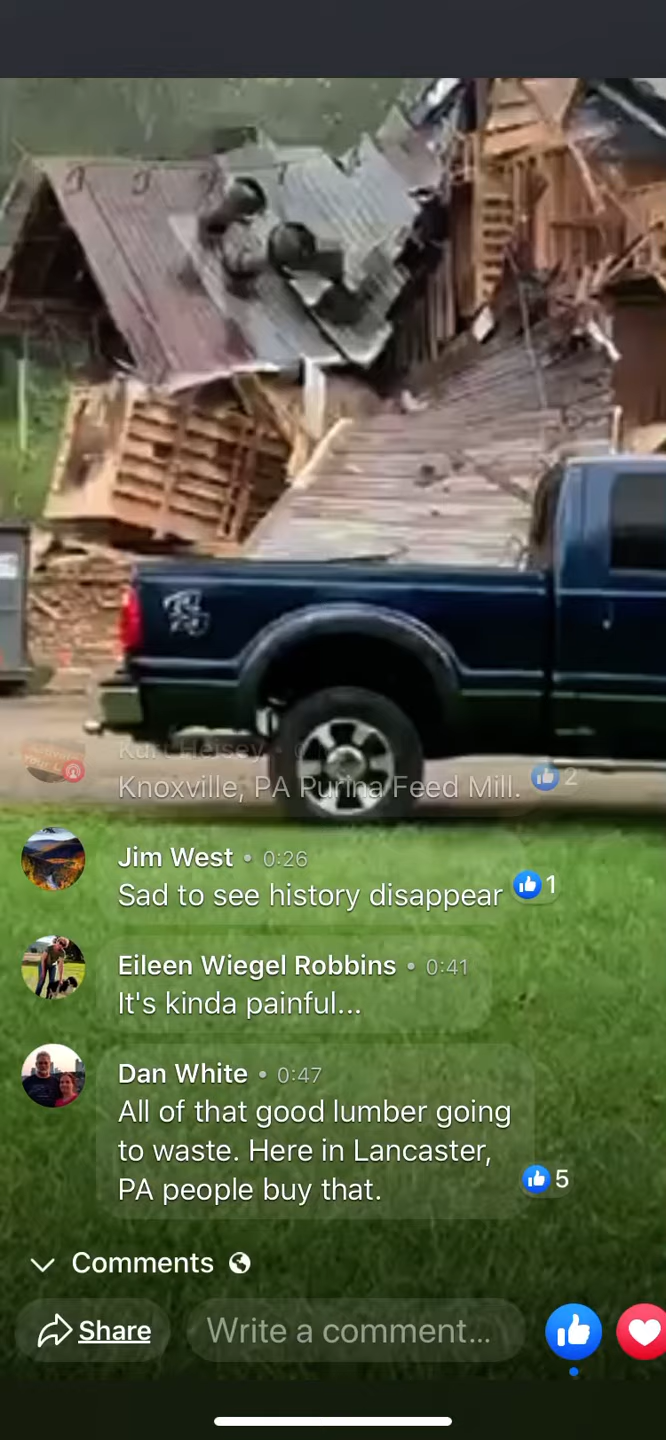 Kurt Heisey •
Knoxville, PA Purina Feed Mill. 2
Jim West • 0:26
Sad to see history disappear 1
Eileen Wiegel Robbins • 0:41
It's kinda painful...
Dan White • 0:47
All of that good lumber going
to waste. Here in Lancaster,
PA people buy that. 5
Comments
Share Write a comment...